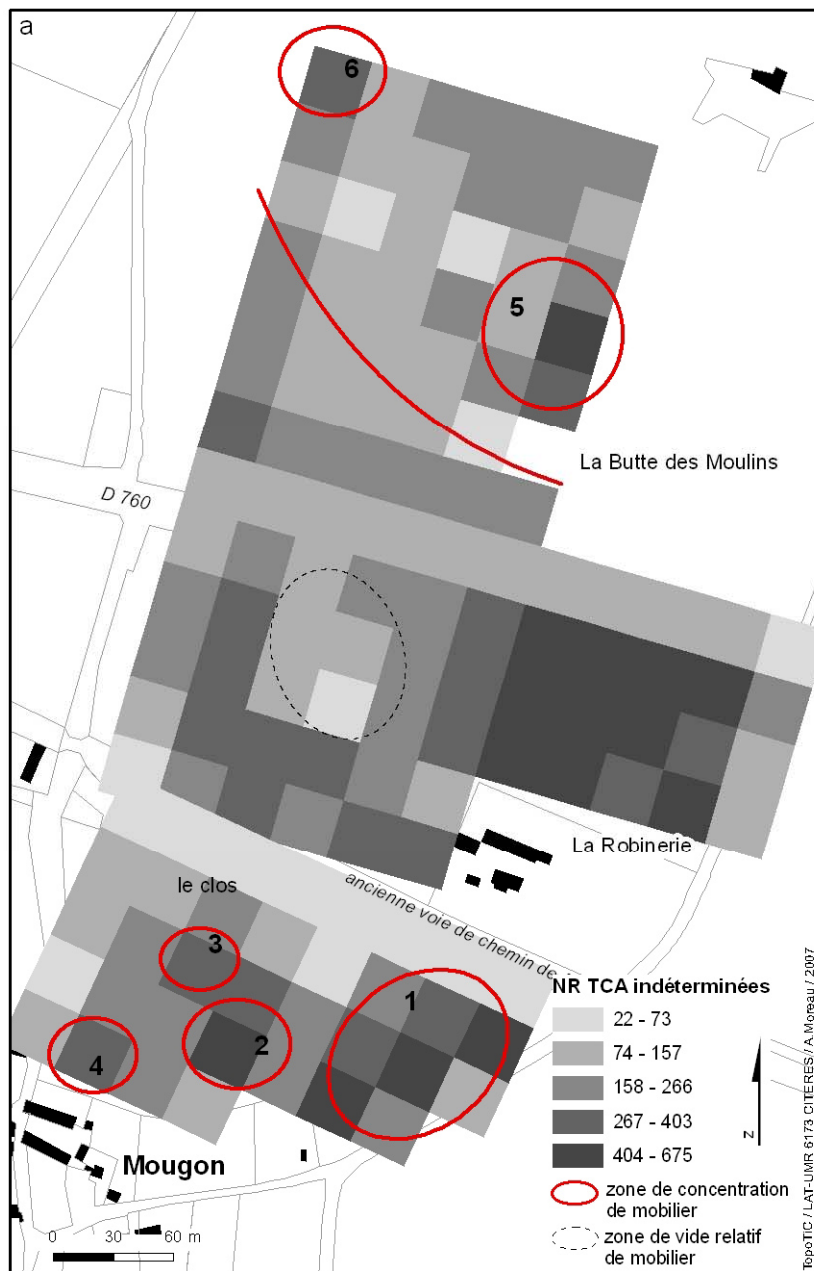 a
6
5
La Butte des Moulins
D 760
La Robinerie
le clos
ancienne voie de chemin de
3
1
2
4
Mougon
0 30 60 m
NR TCA indéterminées
22 - 73
74 - 157
158 - 266
267 - 403
404 - 675
zone de concentration
de mobilier
zone de vide relatif
de mobilier
z
TopoTiC / LAT-UMR 6173 CITERES / A.Moreau / 2007